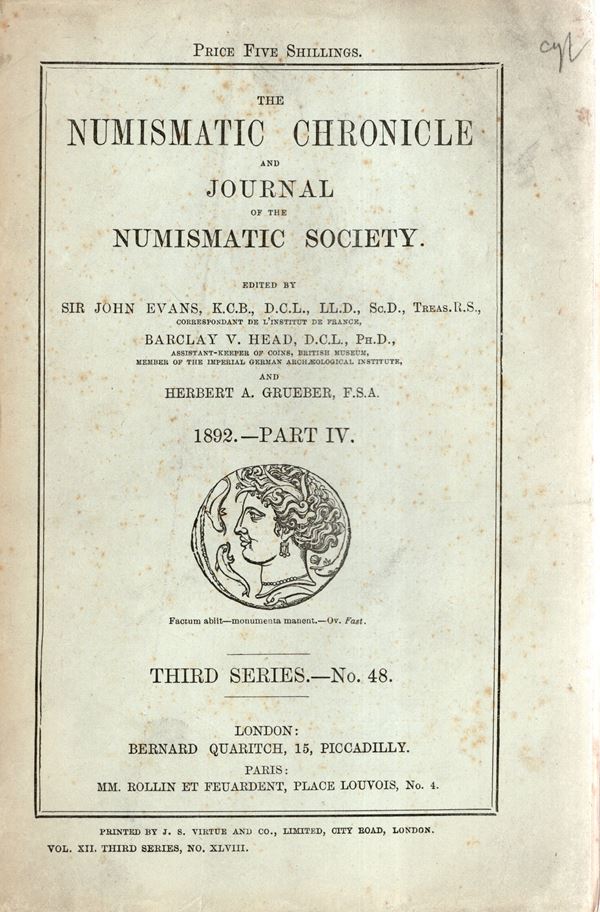 PRICE FIVE SHILLINGS.
THE
NUMISMATIC CHRONICLE
AND
JOURNAL
OF THE
NUMISMATIC SOCIETY.
EDITED BY
SIR JOHN EVANS, K.C.B., D.C.L., LL.D., Sc.D., TREAS.R.S.,
CORRESPONDANT DE L'INSTITUT DE FRANCE,
BARCLAY V. HEAD, D.C.L., PH.D.,
ASSISTANT-KEEPER OF COINS, BRITISH MUSEUM,
MEMBER OF THE IMPERIAL GERMAN ARCHÆOLOGICAL INSTITUTE,
AND
HERBERT A. GRUEBER, F.S.A.
1892.—PART IV.
Factum abiit—monumenta manent.—Ov. Fast.
THIRD SERIES.—No. 48.
LONDON:
BERNARD QUARITCH, 15, PICCADILLY.
PARIS:
MM. ROLLIN ET FEUARDENT, PLACE LOUVOIS, No. 4.
PRINTED BY J. S. VIRTUE AND CO., LIMITED, CITY ROAD, LONDON.
VOL. XII. THIRD SERIES, NO. XLVIII.